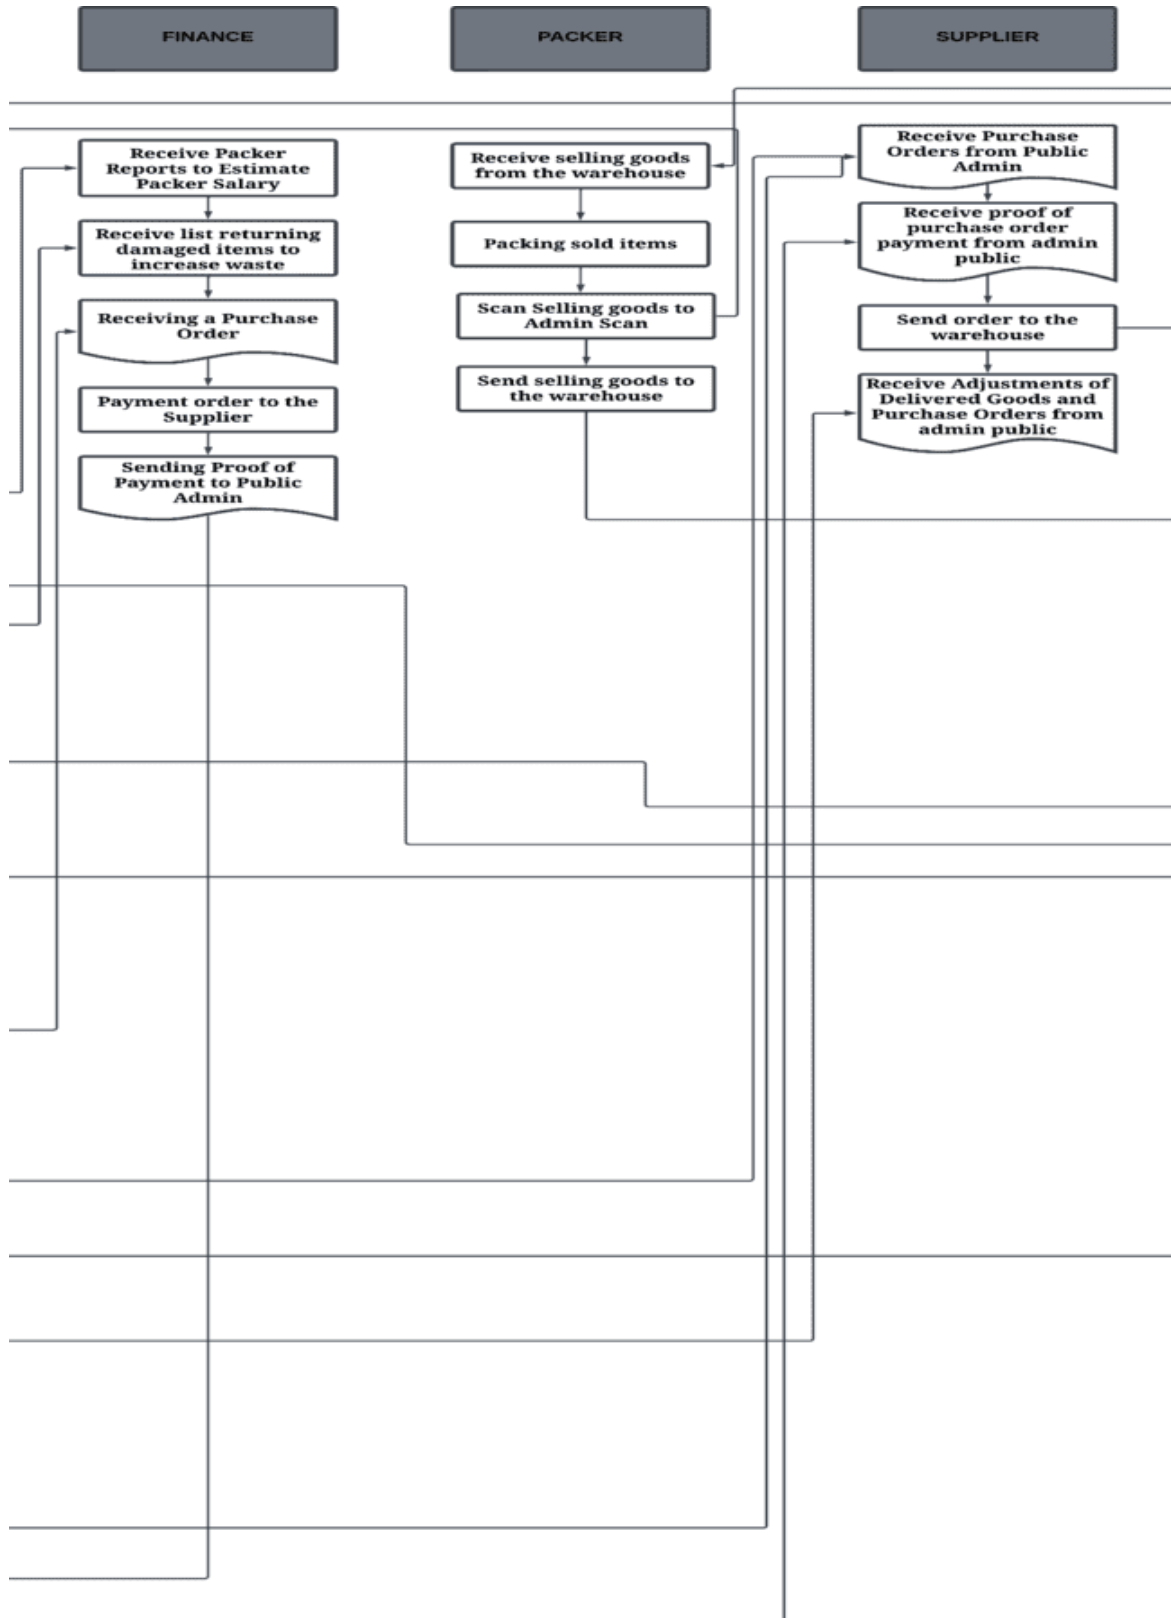 FINANCE
PACKER
SUPPLIER
Receive Packer
Reports to Estimate
Packer Salary
Receive list returning
damaged items to
increase waste
Receiving a Purchase
Order
Payment order to the
Supplier
Sending Proof of
Payment to Public
Admin
Receive selling goods
from the warehouse
Packing sold items
Scan Selling goods to
Admin Scan
Send selling goods to
the warehouse
Receive Purchase
Orders from Public
Admin
Receive proof of
purchase order
payment from admin
public
Send order to the
warehouse
Receive Adjustments of
Delivered Goods and
Purchase Orders from
admin public